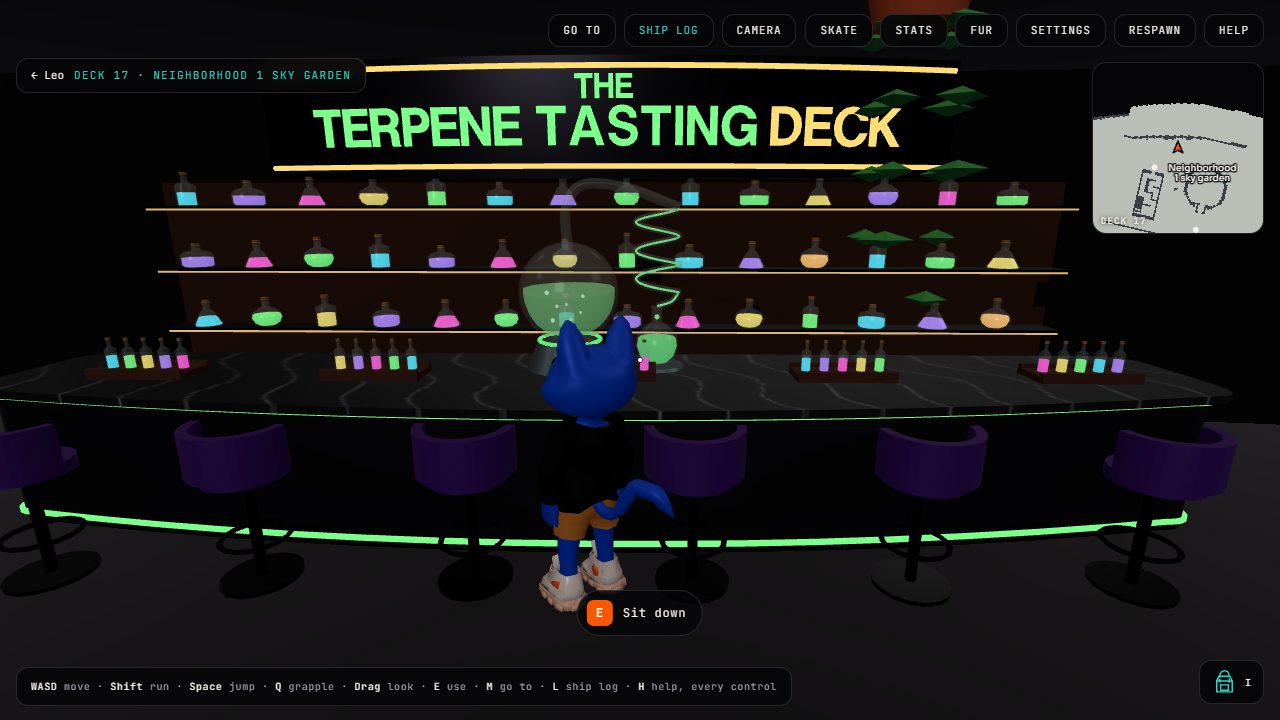 GO TO
SHIP LOG
CAMERA
SKATE
STATS
FUR
SETTINGS
RESPAWN
HELP
← Leo DECK 17 · NEIGHBORHOOD 1 SKY GARDEN
THE
TERPENE TASTING DECK
Neighborhood
1 sky garden
DECK 17
E Sit down
WASD move · Shift run · Space jump · Q grapple · Drag look · E use · M go to · L ship log · H help, every control
I